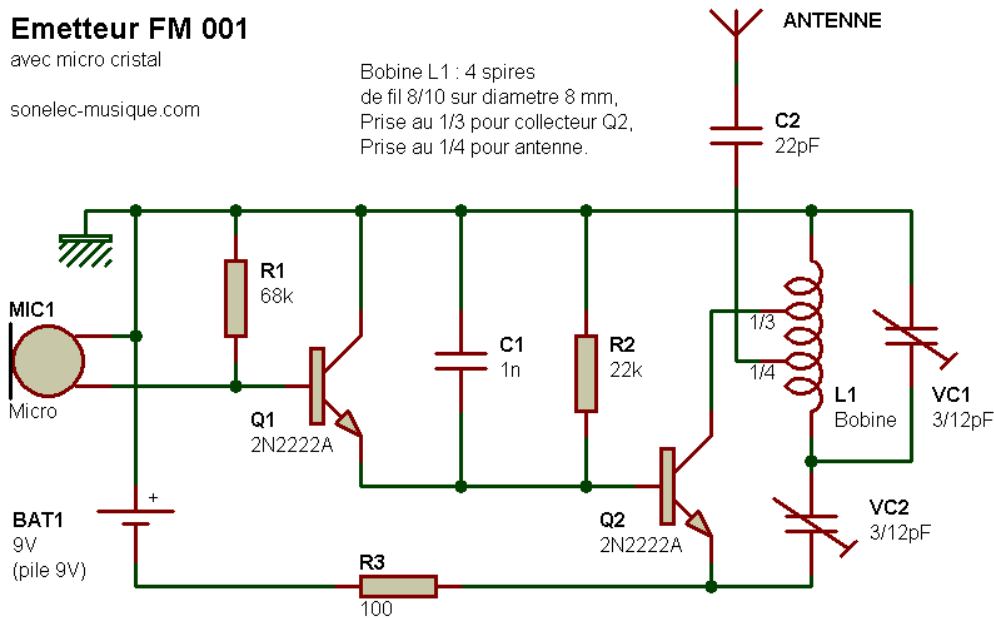 Emetteur FM 001
avec micro cristal
sonelec-musique.com
Bobine L1 : 4 spires
de fil 8/10 sur diametre 8 mm,
Prise au 1/3 pour collecteur Q2,
Prise au 1/4 pour antenne.
ANTENNE
C2
22pF
R1
68k
MIC1
Micro
Q1
2N2222A
C1
1n
R2
22k
1/3
1/4
L1
Bobine
VC1
3/12pF
VC2
3/12pF
Q2
2N2222A
BAT1
9V
(pile 9V)
+
R3
100